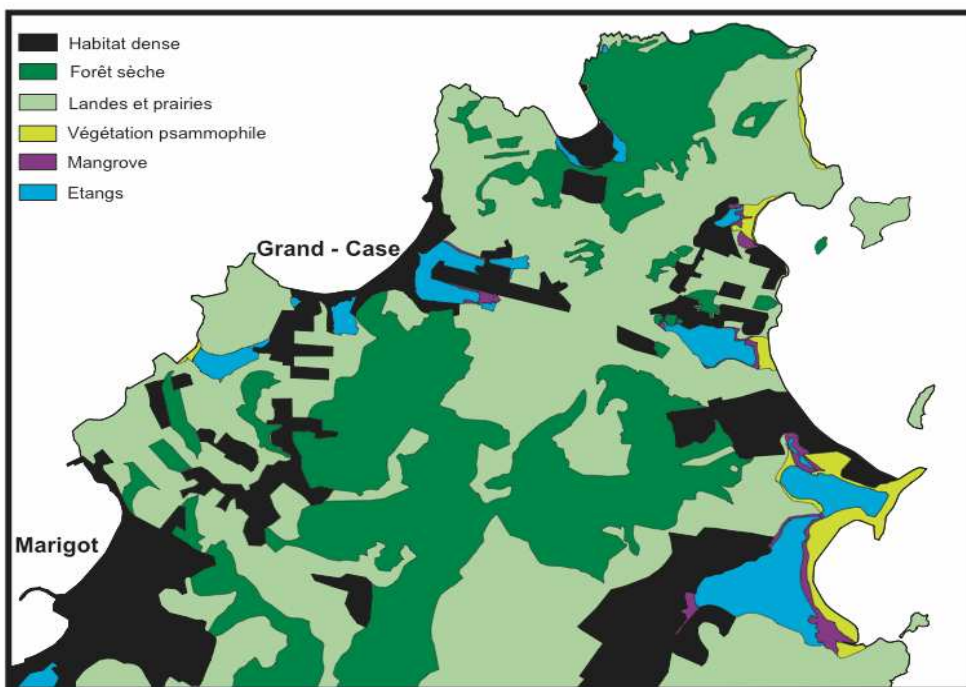 Habitat dense
Forêt sèche
Landes et prairies
Végétation psammophile
Mangrove
Etangs
Grand - Case
Marigot